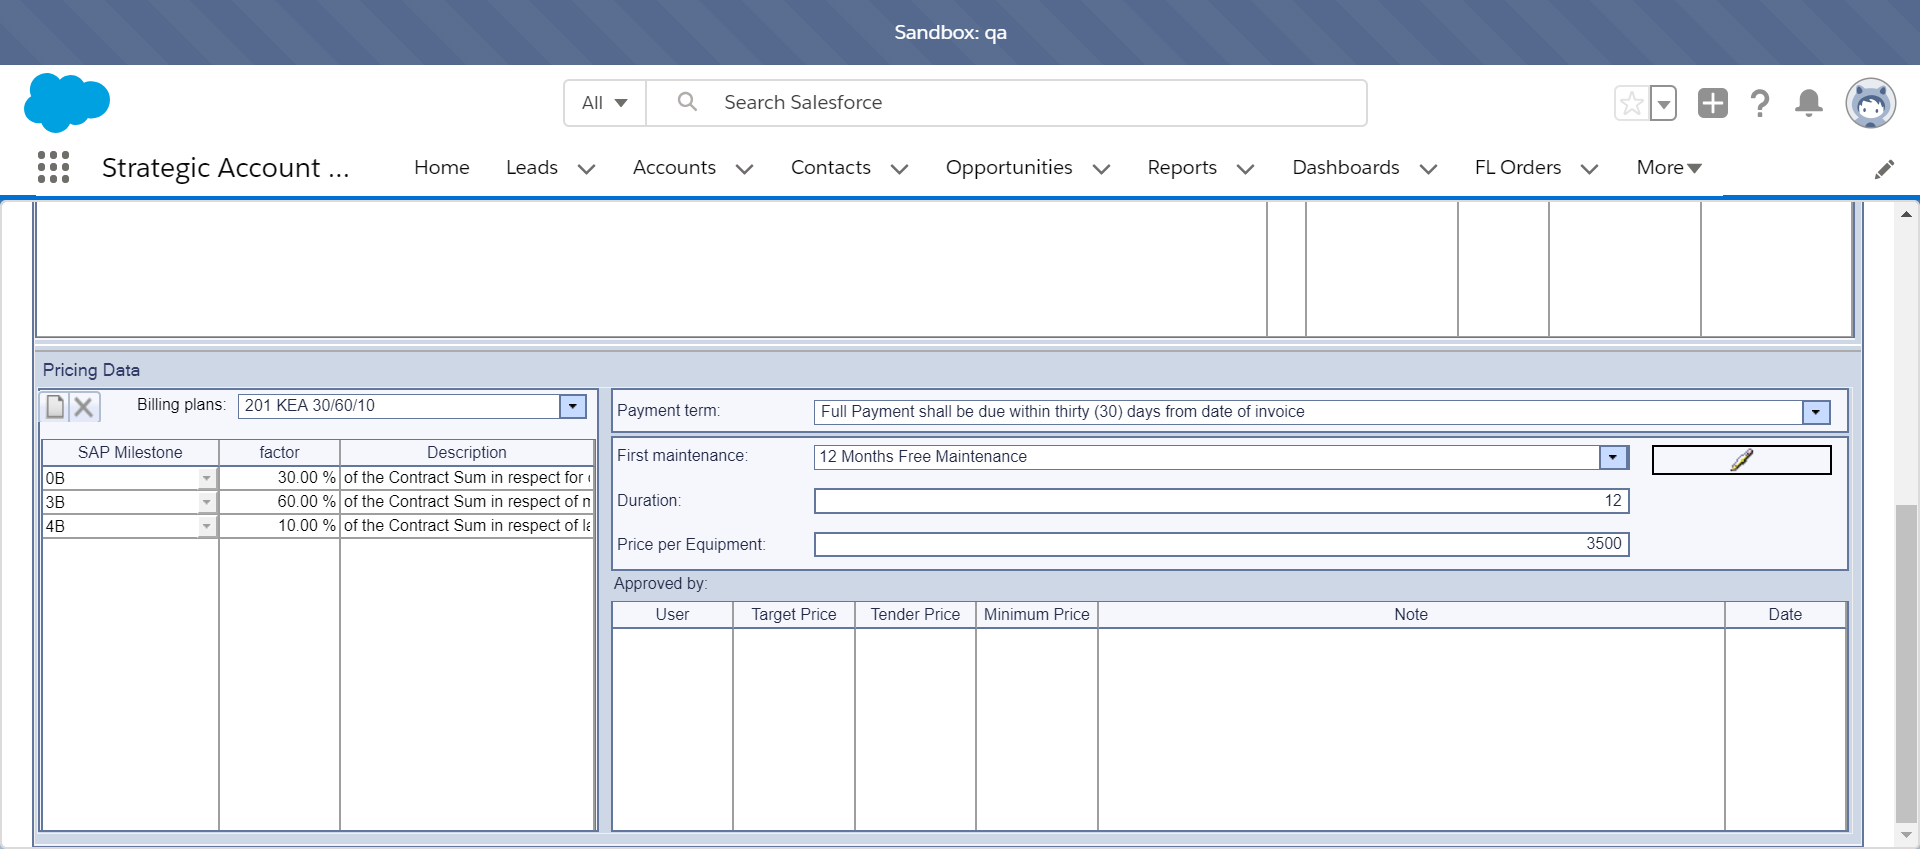 Sandbox: qa
All
Search Salesforce
Strategic Account ...
Home
Leads
Accounts
Contacts
Opportunities
Reports
Dashboards
FL Orders
More
Pricing Data
Billing plans:
201 KEA 30/60/10
SAP Milestone
factor
Description
0B
30.00 %
of the Contract Sum in respect for
3B
60.00 %
of the Contract Sum in respect of
4B
10.00 %
of the Contract Sum in respect of
Payment term:
Full Payment shall be due within thirty (30) days from date of invoice
First maintenance:
12 Months Free Maintenance
Duration:
12
Price per Equipment:
3500
Approved by:
User
Target Price
Tender Price
Minimum Price
Note
Date